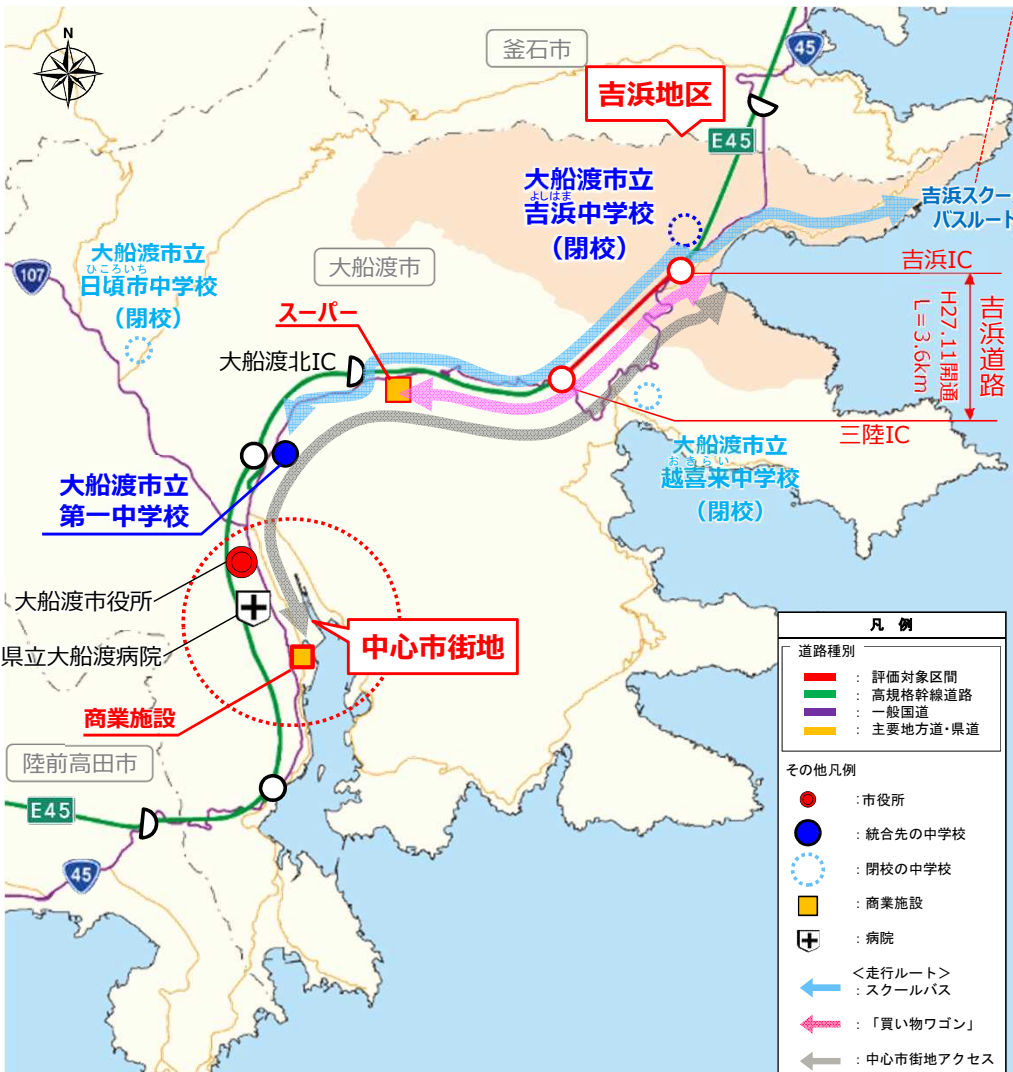 N
釜石市
45
吉浜地区
E45
大船渡市立
よしはま
吉浜中学校
（閉校）
吉浜スクー
バスルート
大船渡市立
ひころいち
日頃市中学校
（閉校）
107
大船渡市
吉浜IC
吉浜道路
H27.11開通
L=3.6km
スーパー
大船渡北IC
三陸IC
大船渡市立
おきらい
越喜来中学校
（閉校）
大船渡市立
第一中学校
大船渡市役所
県立大船渡病院
中心市街地
商業施設
陸前高田市
E45
45
凡 例
道路種別
： 評価対象区間
： 高規格幹線道路
： 一般国道
： 主要地方道・県道
その他凡例
：市役所
：統合先の中学校
：閉校の中学校
：商業施設
：病院
＜走行ルート＞
：スクールバス
：「買い物ワゴン」
：中心市街地アクセス